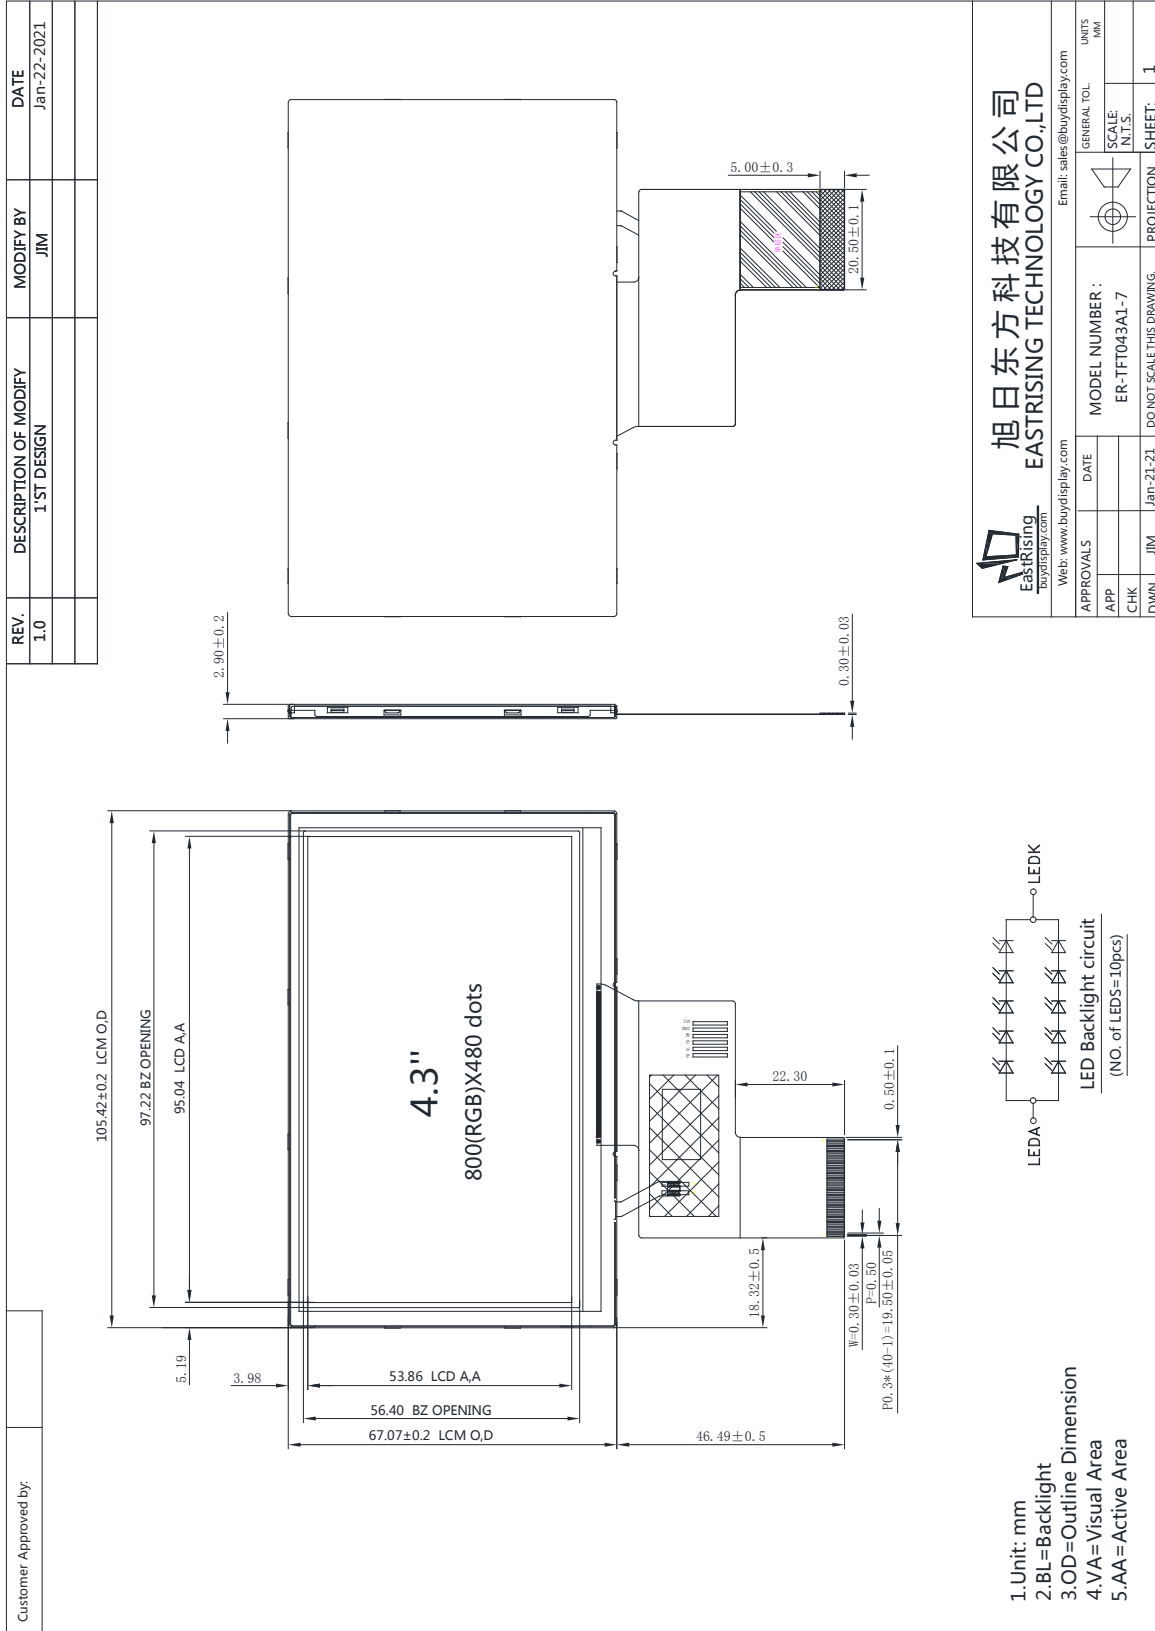 Customer Approved by:
REV. DESCRIPTION OF MODIFY MODIFY BY DATE
1.0 1'ST DESIGN JIM Jan-22-2021
105.42±0.2 LCM O,D
97.22 BZ OPENING
95.04 LCD A,A
5.19
3.98
53.86 LCD A,A
56.40 BZ OPENING
67.07±0.2 LCM O,D
46.49±0.5
4.3"
800(RGB)X480 dots
22.30
0.50±0.1
18.32±0.5
W=0.30±0.03
P=0.50
P0.3*(40-1)=19.50±0.05
2.90±0.2
0.30±0.03
5.00±0.3
20.50±0.1
LEDA
LEDK
LED Backlight circuit
(NO. of LEDS=10pcs)
1.Unit: mm
2.BL=Backlight
3.OD=Outline Dimension
4.VA=Visual Area
5.AA=Active Area
EastRising
buydisplay.com
旭日东方科技有限公司
EASTRISING TECHNOLOGY CO.,LTD
Web: www.buydisplay.com Email: sales@buydisplay.com
APPROVALS DATE
APP
CHK
DWN JIM Jan-21-21
MODEL NUMBER :
ER-TFT043A1-7
DO NOT SCALE THIS DRAWING.
PROJECTION
GENERAL TOL.
UNITS
MM
SCALE:
N.T.S.
SHEET: 1